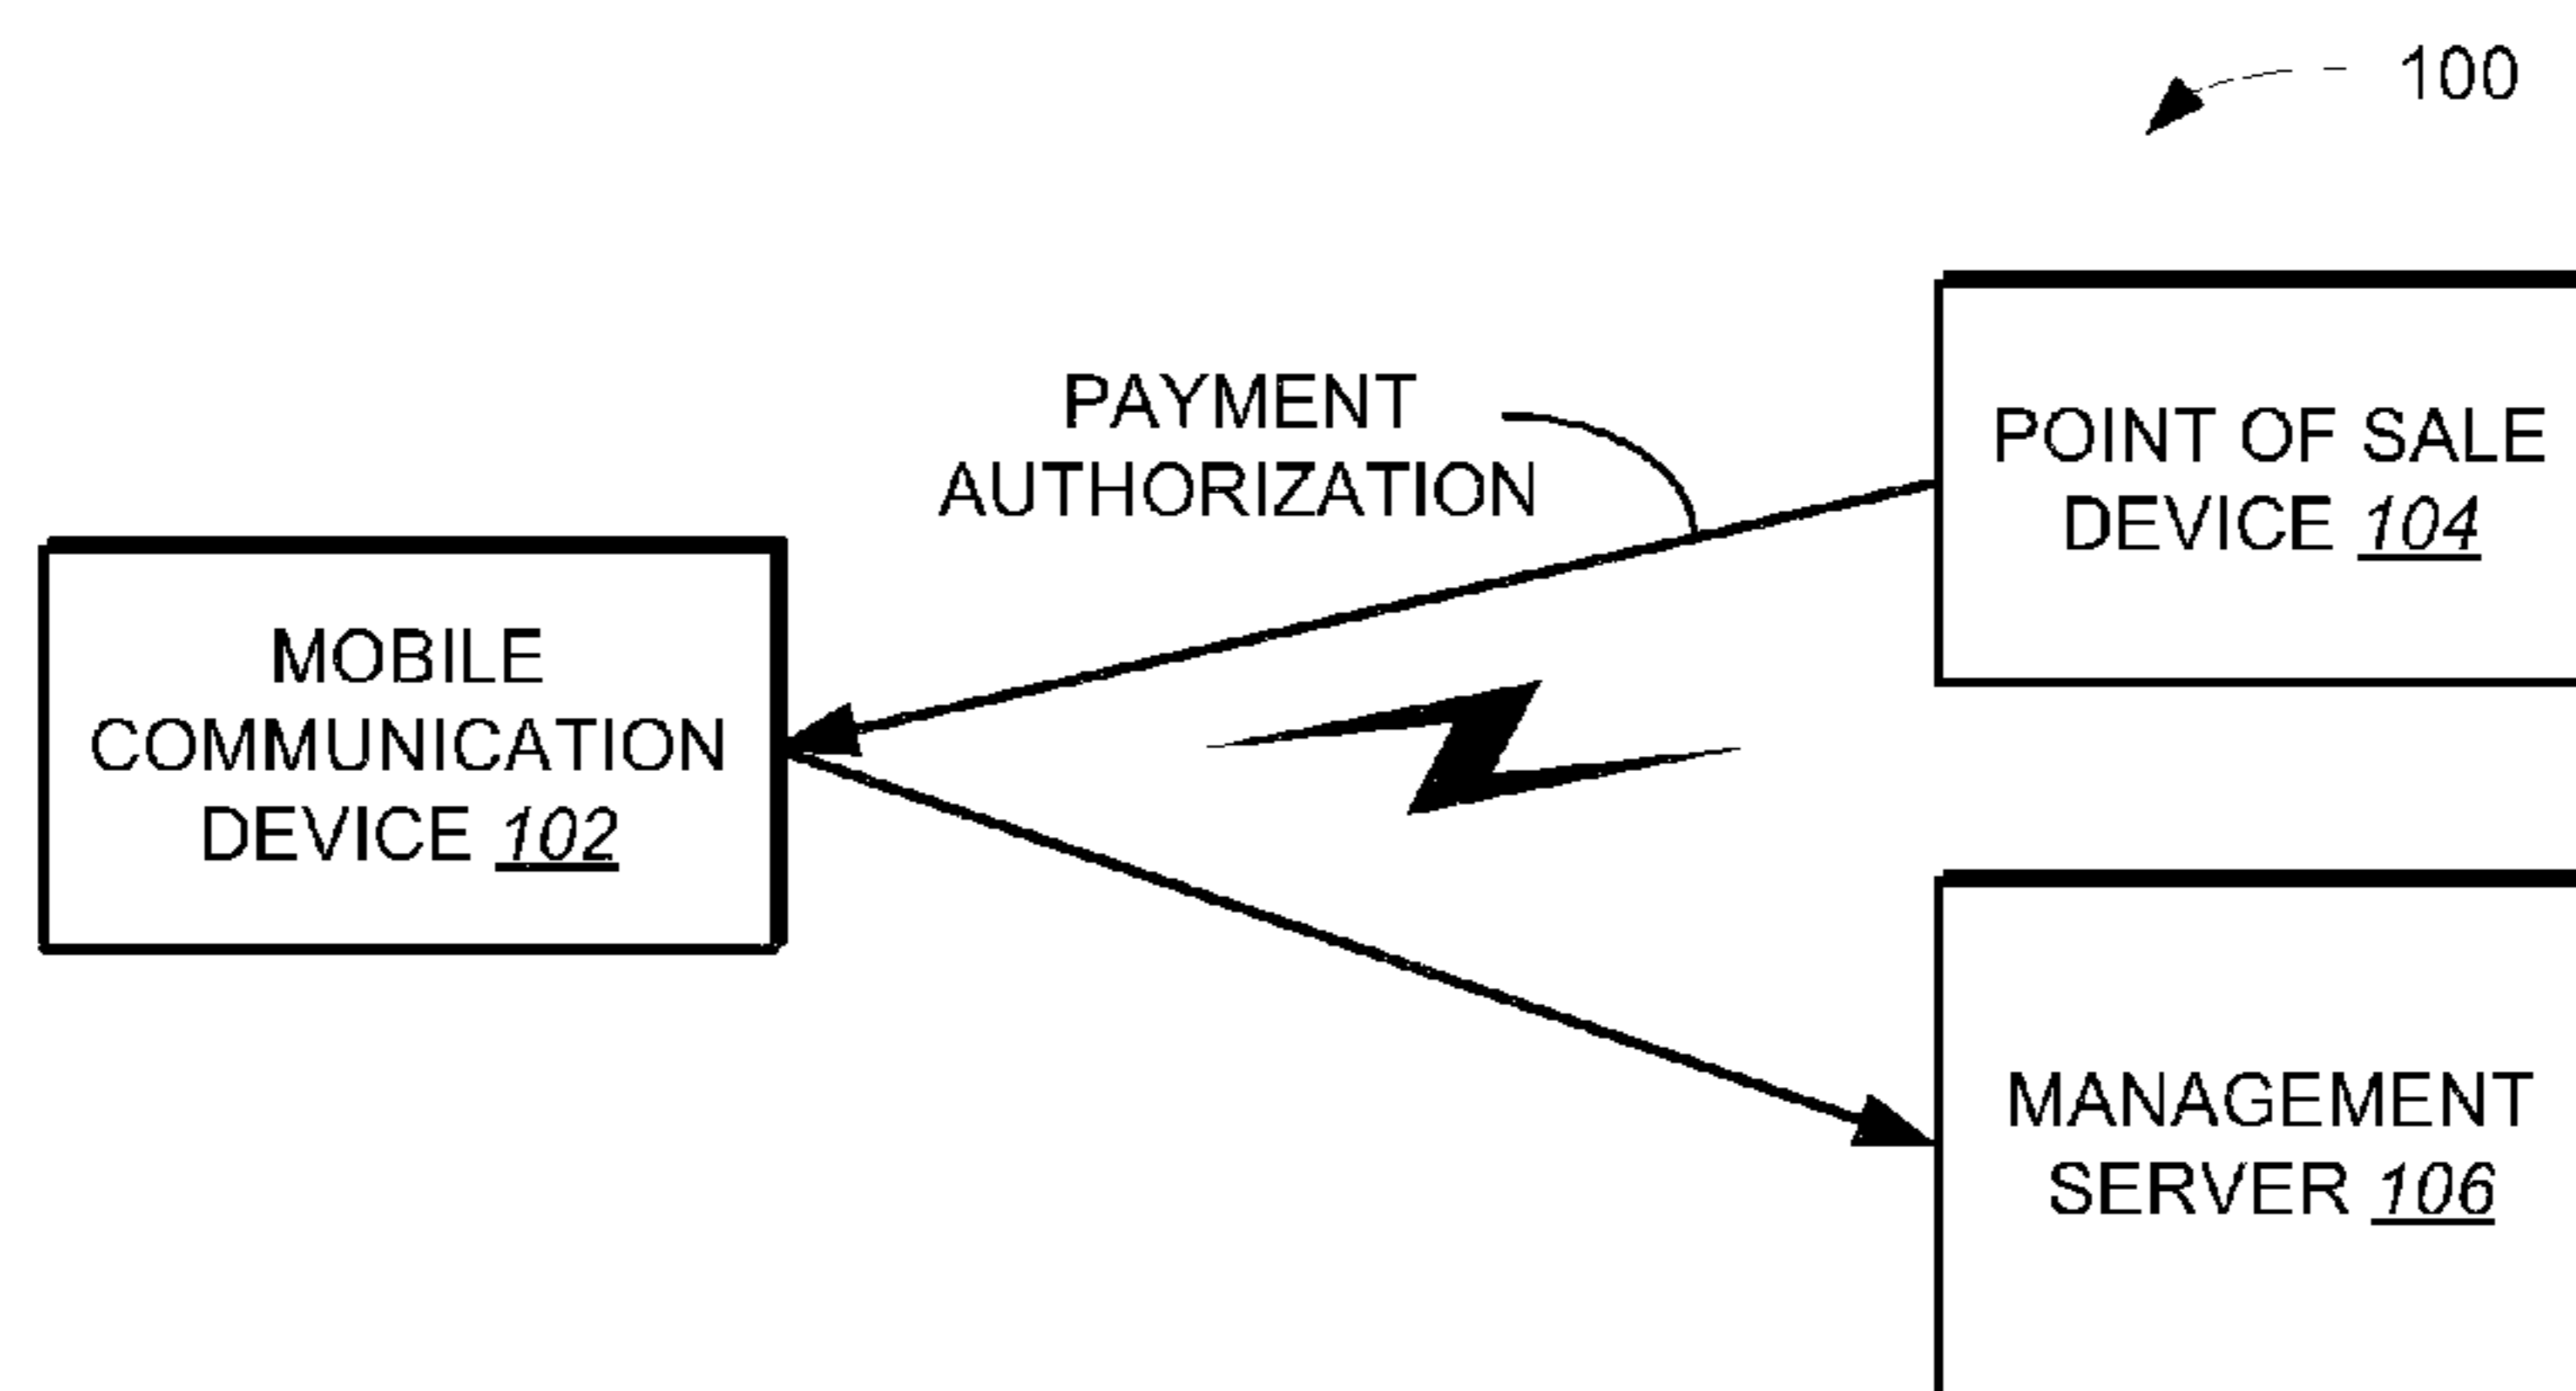 100
PAYMENT
AUTHORIZATION
POINT OF SALE
DEVICE 104
MOBILE
COMMUNICATION
DEVICE 102
MANAGEMENT
SERVER 106